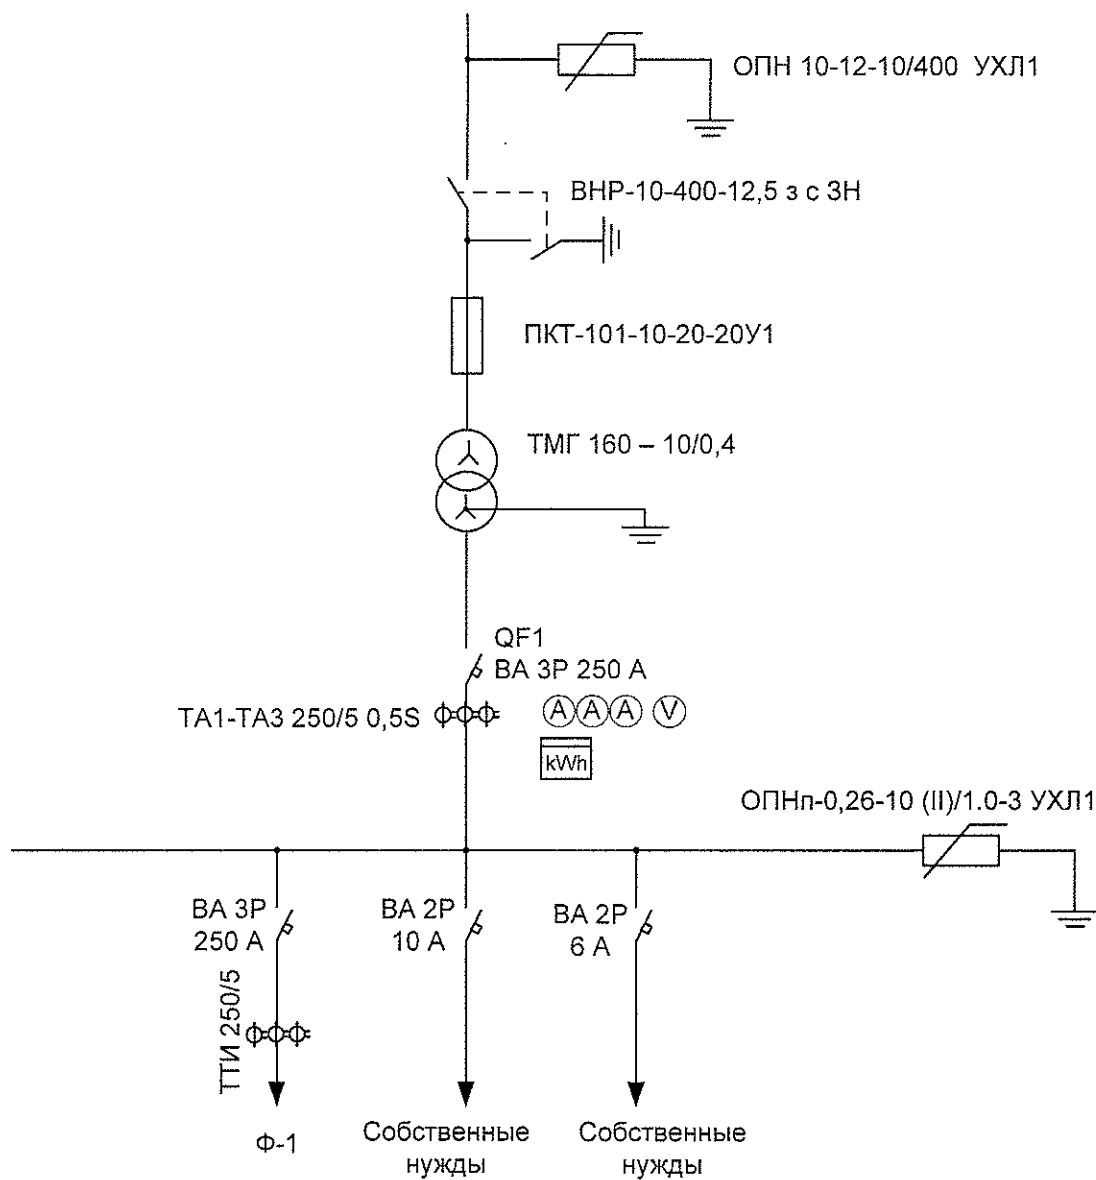 ОПН 10-12-10/400 УХЛ1
ВНР-10-400-12,5 з с ЗН
ПКТ-101-10-20-20У1
ТМГ 160 – 10/0,4
QF1
ВА 3Р 250 А
ТА1-ТА3 250/5 0,5S
A A A V
kWh
ОПНп-0,26-10 (II)/1.0-3 УХЛ1
ВА 3Р
250 А
ВА 2Р
10 А
ВА 2Р
6 А
ТТИ 250/5
Ф-1
Собственные
нужды
Собственные
нужды